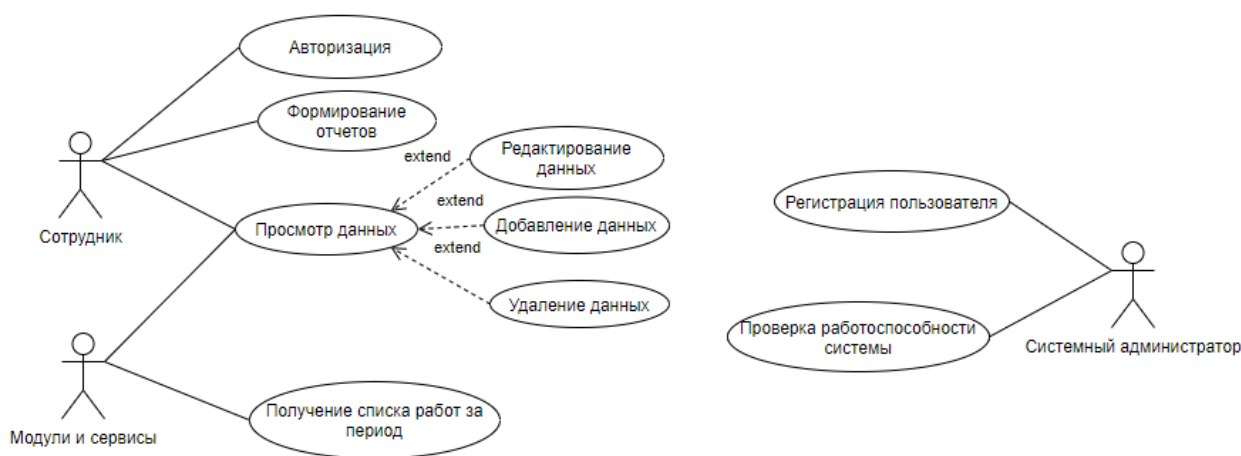 Авторизация
Формирование
отчетов
extend
Редактирование
данных
Сотрудник
Просмотр данных
extend
Добавление данных
extend
Удаление данных
Модули и сервисы
Получение списка работ за
период
Регистрация пользователя
Проверка работоспособности
системы
Системный администратор